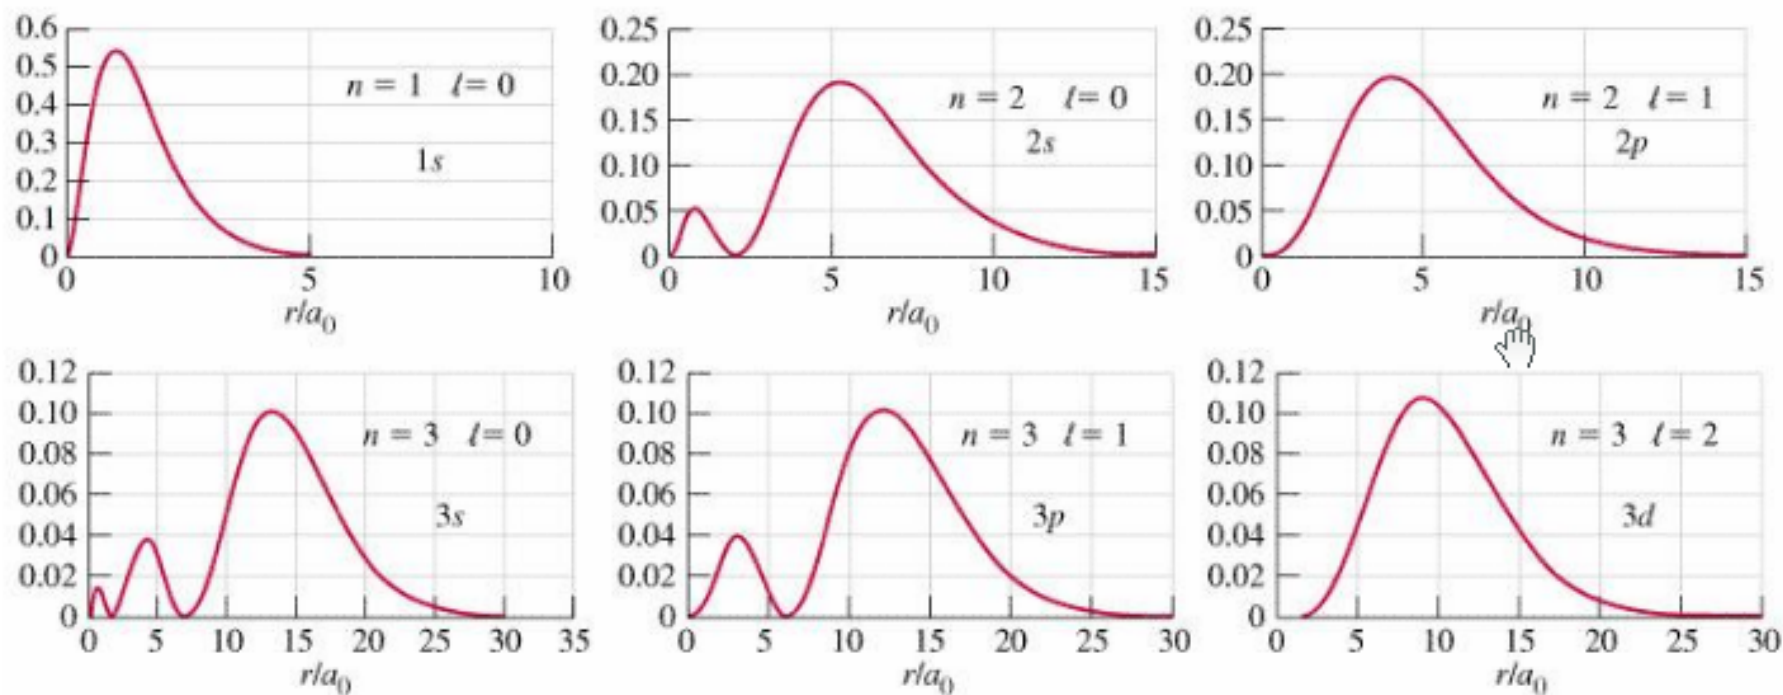 0.6
0.5
0.4
0.3
0.2
0.1
0
n = 1 ℓ= 0
1s
0
5
10
r/a₀
0.25
0.20
0.15
0.10
0.05
0
n = 2 ℓ= 0
2s
0
5
10
15
r/a₀
0.25
0.20
0.15
0.10
0.05
0
n = 2 ℓ= 1
2p
0
5
10
15
r/a₀
0.12
0.10
0.08
0.06
0.04
0.02
0
n = 3 ℓ= 0
3s
0 5 10 15 20 25 30 35
r/a₀
0.12
0.10
0.08
0.06
0.04
0.02
0
n = 3 ℓ= 1
3p
0 5 10 15 20 25 30
r/a₀
0.12
0.10
0.08
0.06
0.04
0.02
0
n = 3 ℓ= 2
3d
0 5 10 15 20 25 30
r/a₀